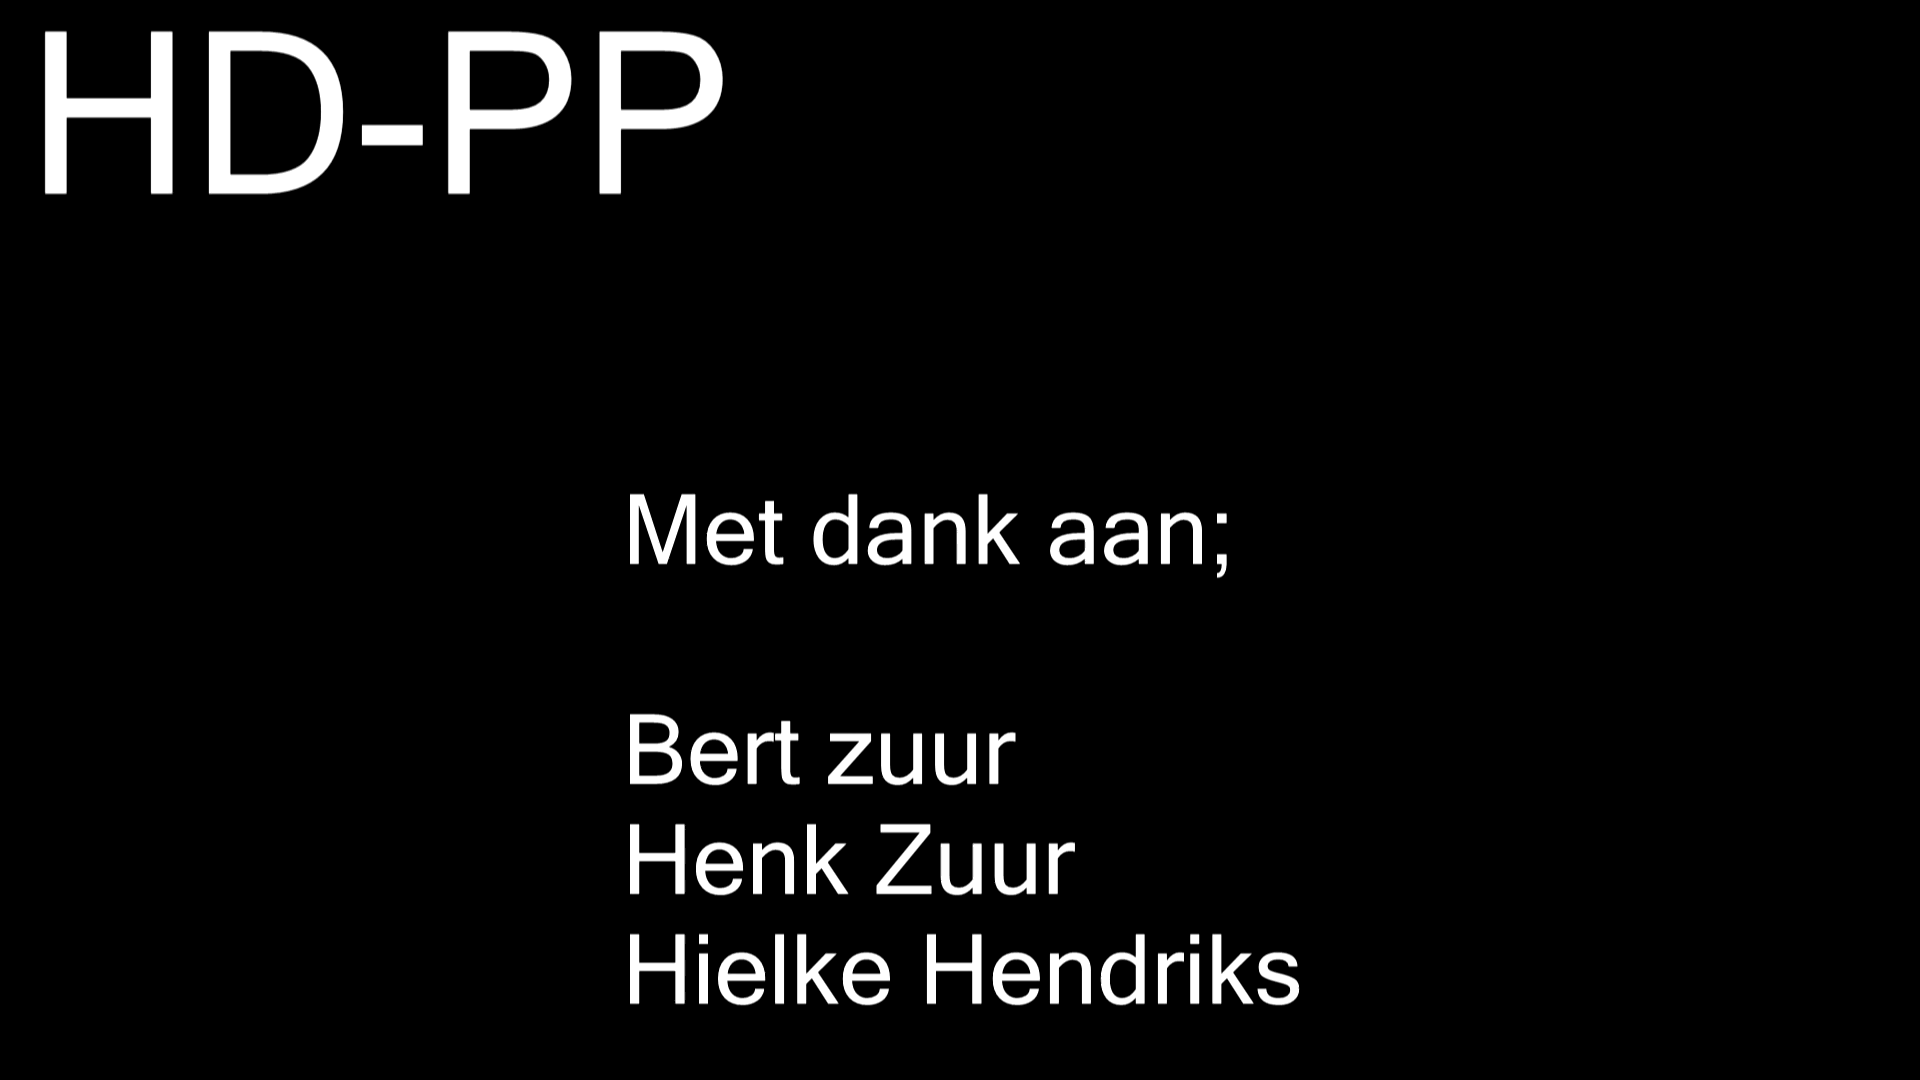 HD-PP
Met dank aan;
Bert zuur
Henk Zuur
Hielke Hendriks